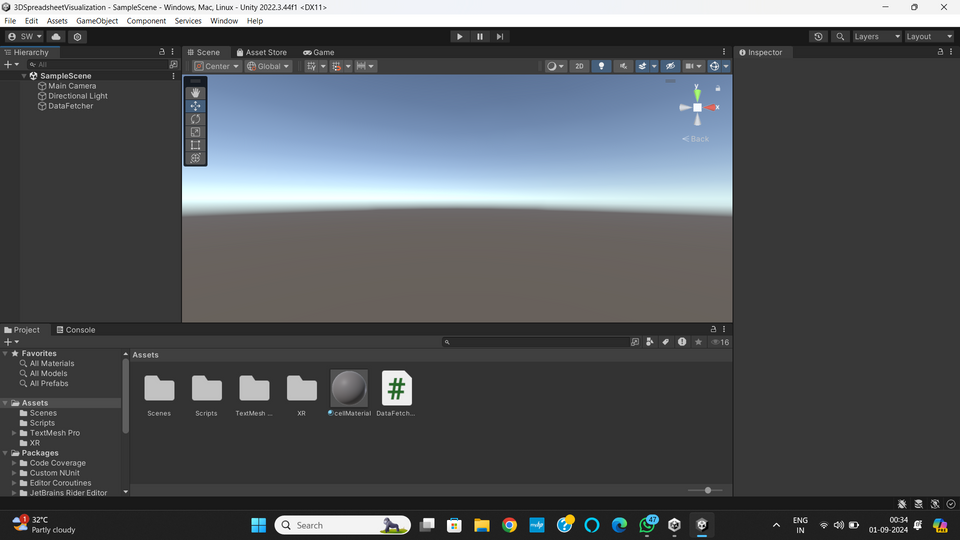 3DSpreadsheetVisualization - SampleScene - Windows, Mac, Linux - Unity 2022.3.44f1 <DX11>
File Edit Assets GameObject Component Services Window Help
SW Layers Layout
Hierarchy Scene Asset Store Game Inspector
All Center Global 2D
SampleScene
Main Camera
Directional Light
DataFetcher
y
x
Back
Project Console
16
Favorites Assets
All Materials
All Models
All Prefabs
Assets
Scenes
Scripts
TextMesh Pro
XR
Scenes Scripts TextMesh ... XR cellMaterial DataFetch...
Packages
Code Coverage
Custom NUnit
Editor Coroutines
JetBrains Rider Editor
1 32°C
Partly cloudy
Search
47
ENG
IN
00:34
01-09-2024